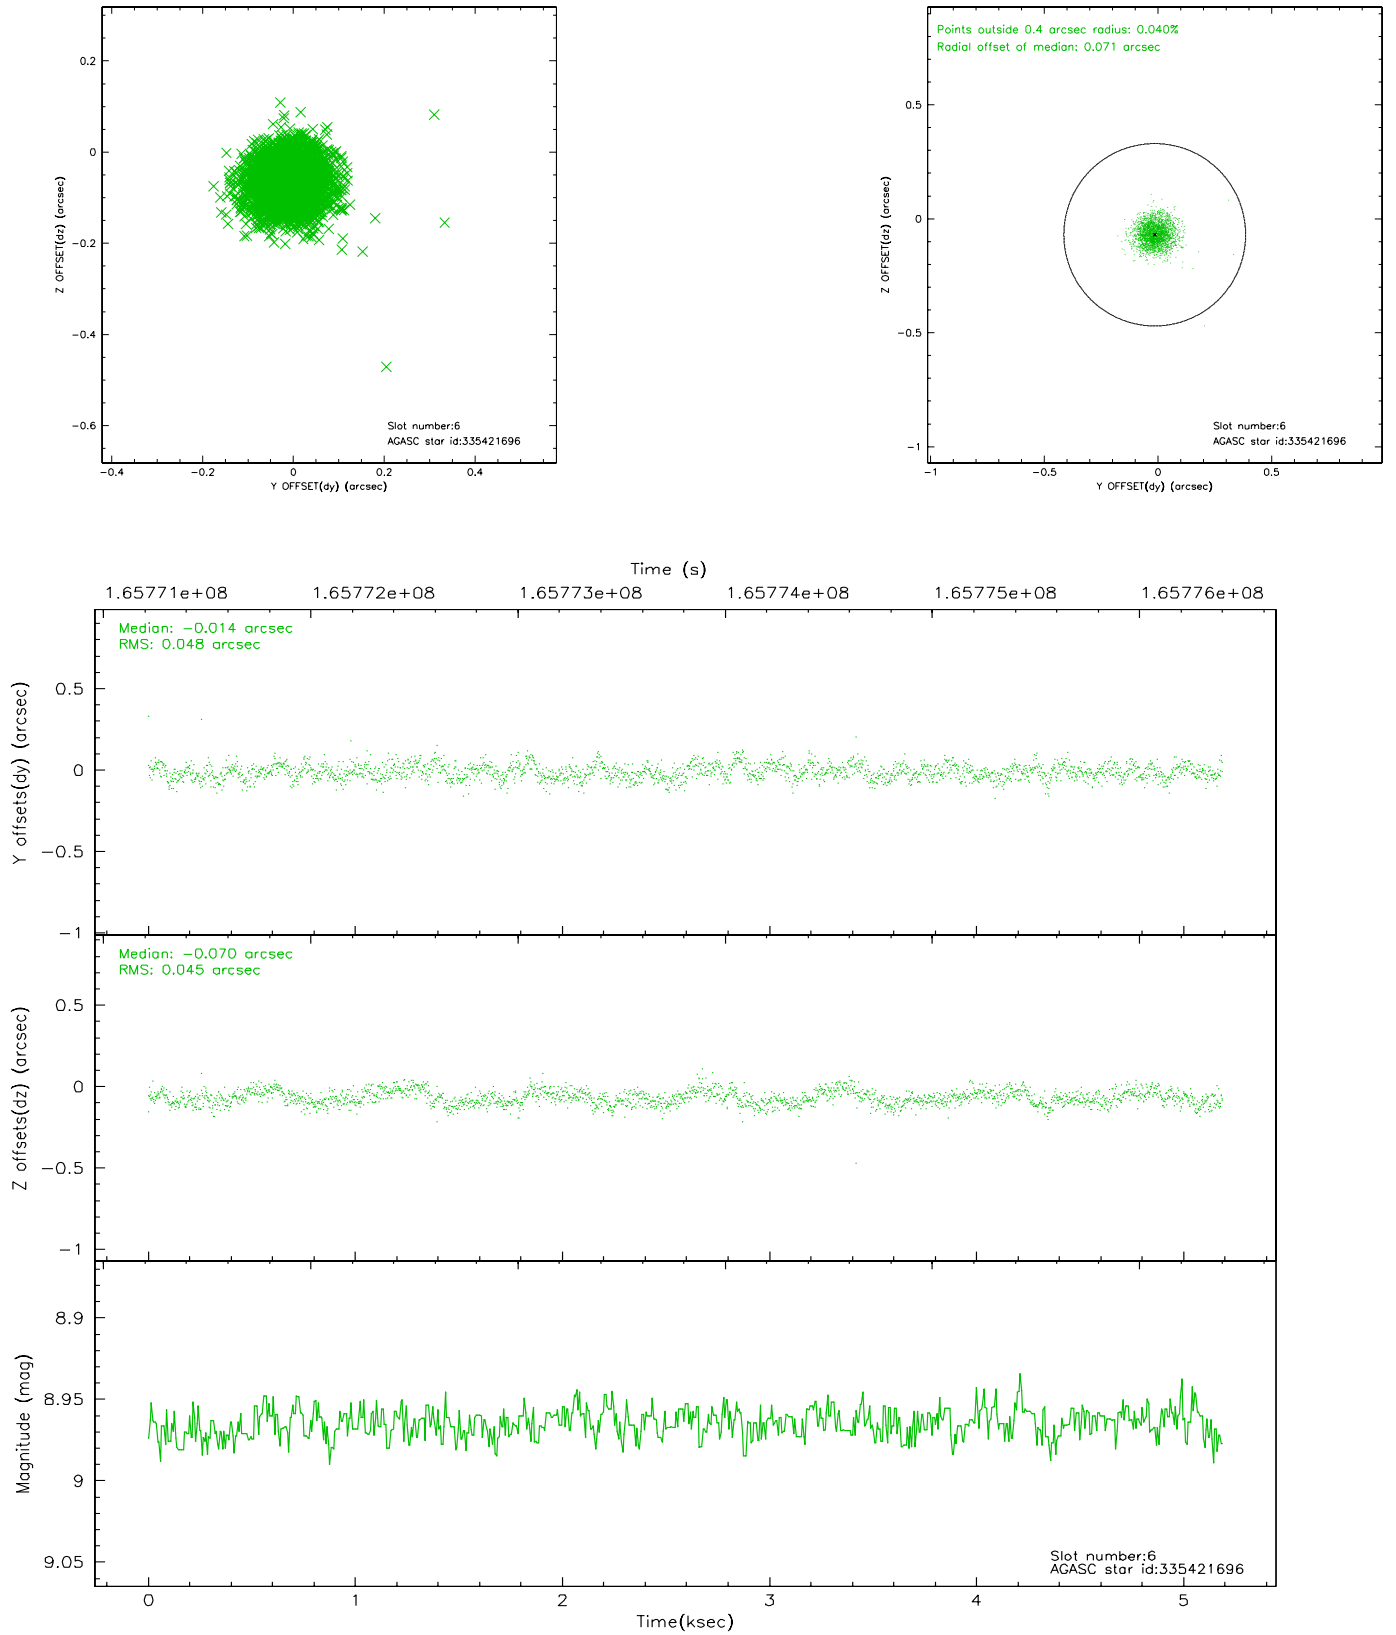 0.2
0
-0.2
-0.4
-0.6
Z OFFSET(dz) (arcsec)
Slot number:6
AGASC star id:335421696
-0.4 -0.2 0 0.2 0.4
Y OFFSET(dy) (arcsec)
Points outside 0.4 arcsec radius: 0.040%
Radial offset of median: 0.071 arcsec
0.5
0
-0.5
-1
Z OFFSET(dz) (arcsec)
Slot number:6
AGASC star id:335421696
-1 -0.5 0 0.5
Y OFFSET(dy) (arcsec)
Time (s)
1.65771e+08 1.65772e+08 1.65773e+08 1.65774e+08 1.65775e+08 1.65776e+08
Median: -0.014 arcsec
RMS: 0.048 arcsec
0.5
0
-0.5
-1
Y offsets(dy) (arcsec)
Median: -0.070 arcsec
RMS: 0.045 arcsec
0.5
0
-0.5
-1
Z offsets(dz) (arcsec)
8.9
8.95
9
9.05
Magnitude (mag)
Slot number:6
AGASC star id:335421696
0 1 2 3 4 5
Time(ksec)